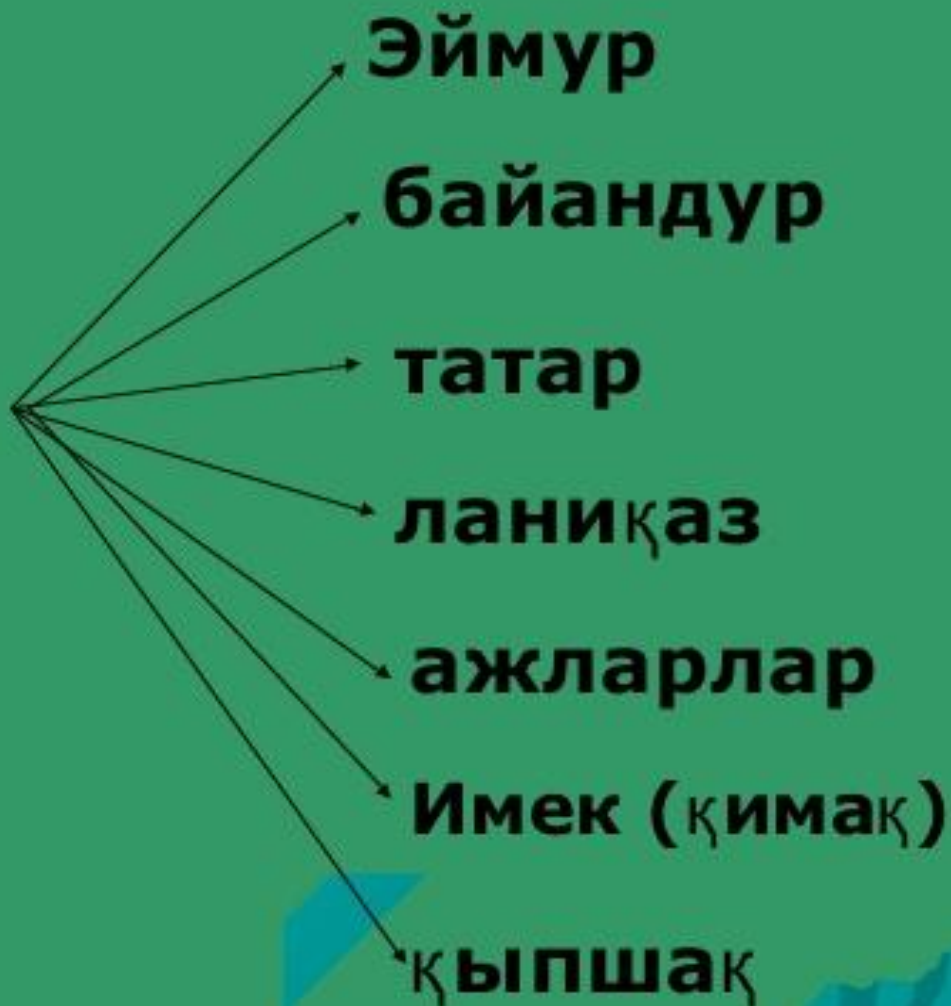 Эймур
байандур
татар
ланиқаз
ажларлар
Имек (қимақ)
қыпшақ